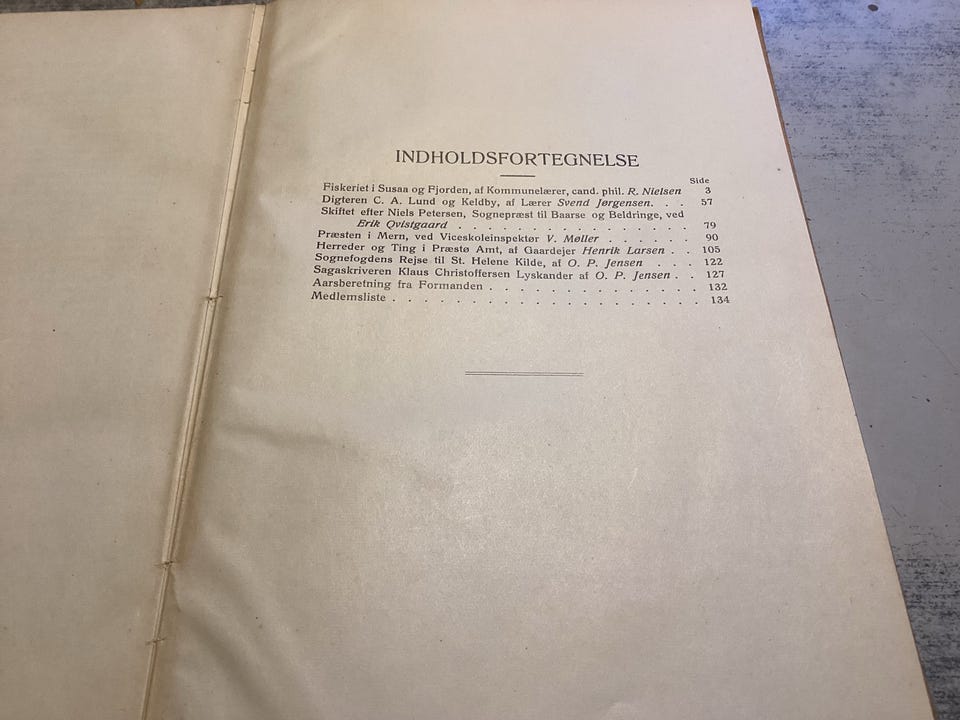 INDHOLDSFORTEGNELSE
Side
Fiskeriet i Susaa og Fjorden, af Kommunelærer, cand. phil. R. Nielsen 3
Digteren C. A. Lund og Keldby, af Lærer Svend Jørgensen. . . 57
Skiftet efter Niels Petersen, Sognepræst til Baarse og Beldringe, ved
Erik Qvistgaard . . . . . . . . . . . . . . . 79
Præsten i Mern, ved Viceskoleinspektør V. Møller . . . . . . 90
Herreder og Ting i Præstø Amt, af Gaardejer Henrik Larsen . . 105
Sognefogdens Rejse til St. Helene Kilde, af O. P. Jensen . . . 122
Sagaskriveren Klaus Christoffersen Lyskander af O. P. Jensen . . 127
Aarsberetning fra Formanden . . . . . . . . . . . . . . 132
Medlemsliste . . . . . . . . . . . . . . . . . . . . 134